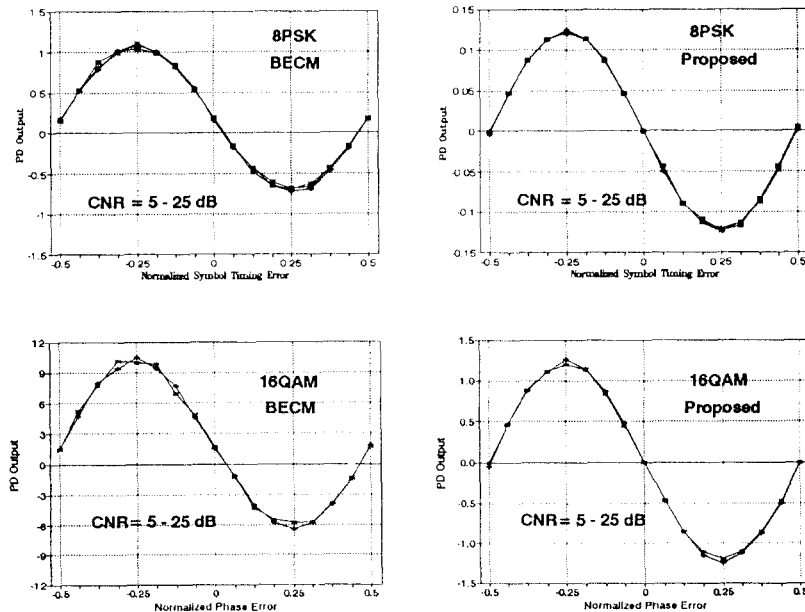 1.5
1
0.5
0
-0.5
-1
-1.5
PD Output
8PSK
BECM
CNR = 5 - 25 dB
-0.5 -0.25 0 0.25 0.5
Normalized Symbol Timing Error
0.15
0.1
0.05
0
-0.05
-0.1
-0.15
PD Output
8PSK
Proposed
CNR = 5 - 25 dB
-0.5 -0.25 0 0.25 0.5
Normalized Symbol Timing Error
12
9
6
3
0
-3
-6
-9
-12
PD Output
16QAM
BECM
CNR = 5 - 25 dB
-0.5 -0.25 0 0.25 0.5
Normalized Phase Error
1.5
1.0
0.5
0.0
-0.5
-1.0
-1.5
PD Output
16QAM
Proposed
CNR = 5 - 25 dB
-0.5 -0.25 0 0.25 0.5
Normalized Phase Error